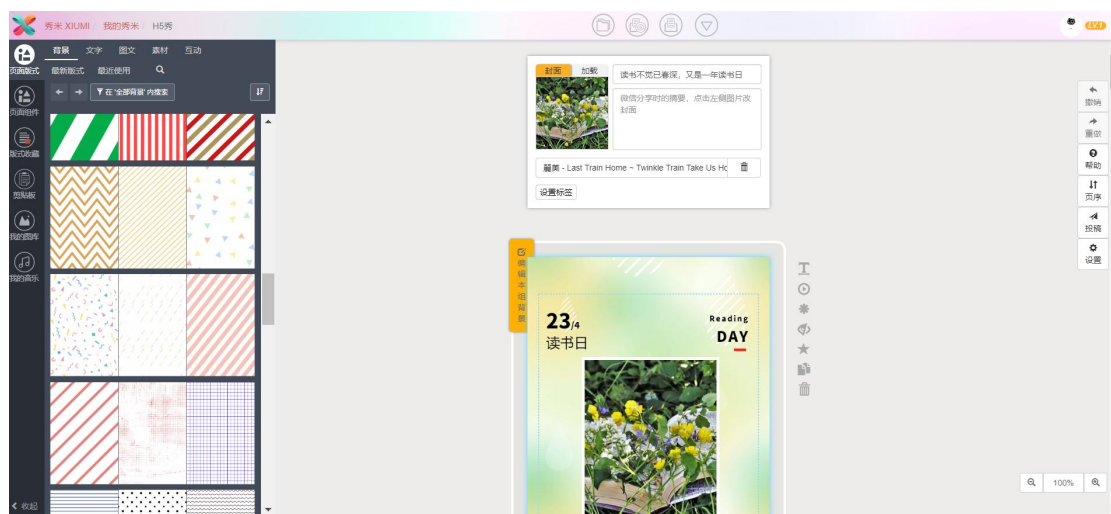 秀米 XIUMI / 我的秀米 / H5秀
LV.1
页面版式
页面组件
版式收藏
剪贴板
我的图库
我的音乐
收起
背景 文字 图文 素材 互动
最新版式 最近使用
在'全部背景'内搜索
封面 加载
读书不觉已春深，又是一年读书日
微信分享时的摘要，点击左侧图片改
封面
麗美 - Last Train Home ~ Twinkle Train Take Us Ho
设置标签
编辑本组背景
23/4
读书日
Reading
DAY
撤销
重做
帮助
页序
投稿
设置
100%